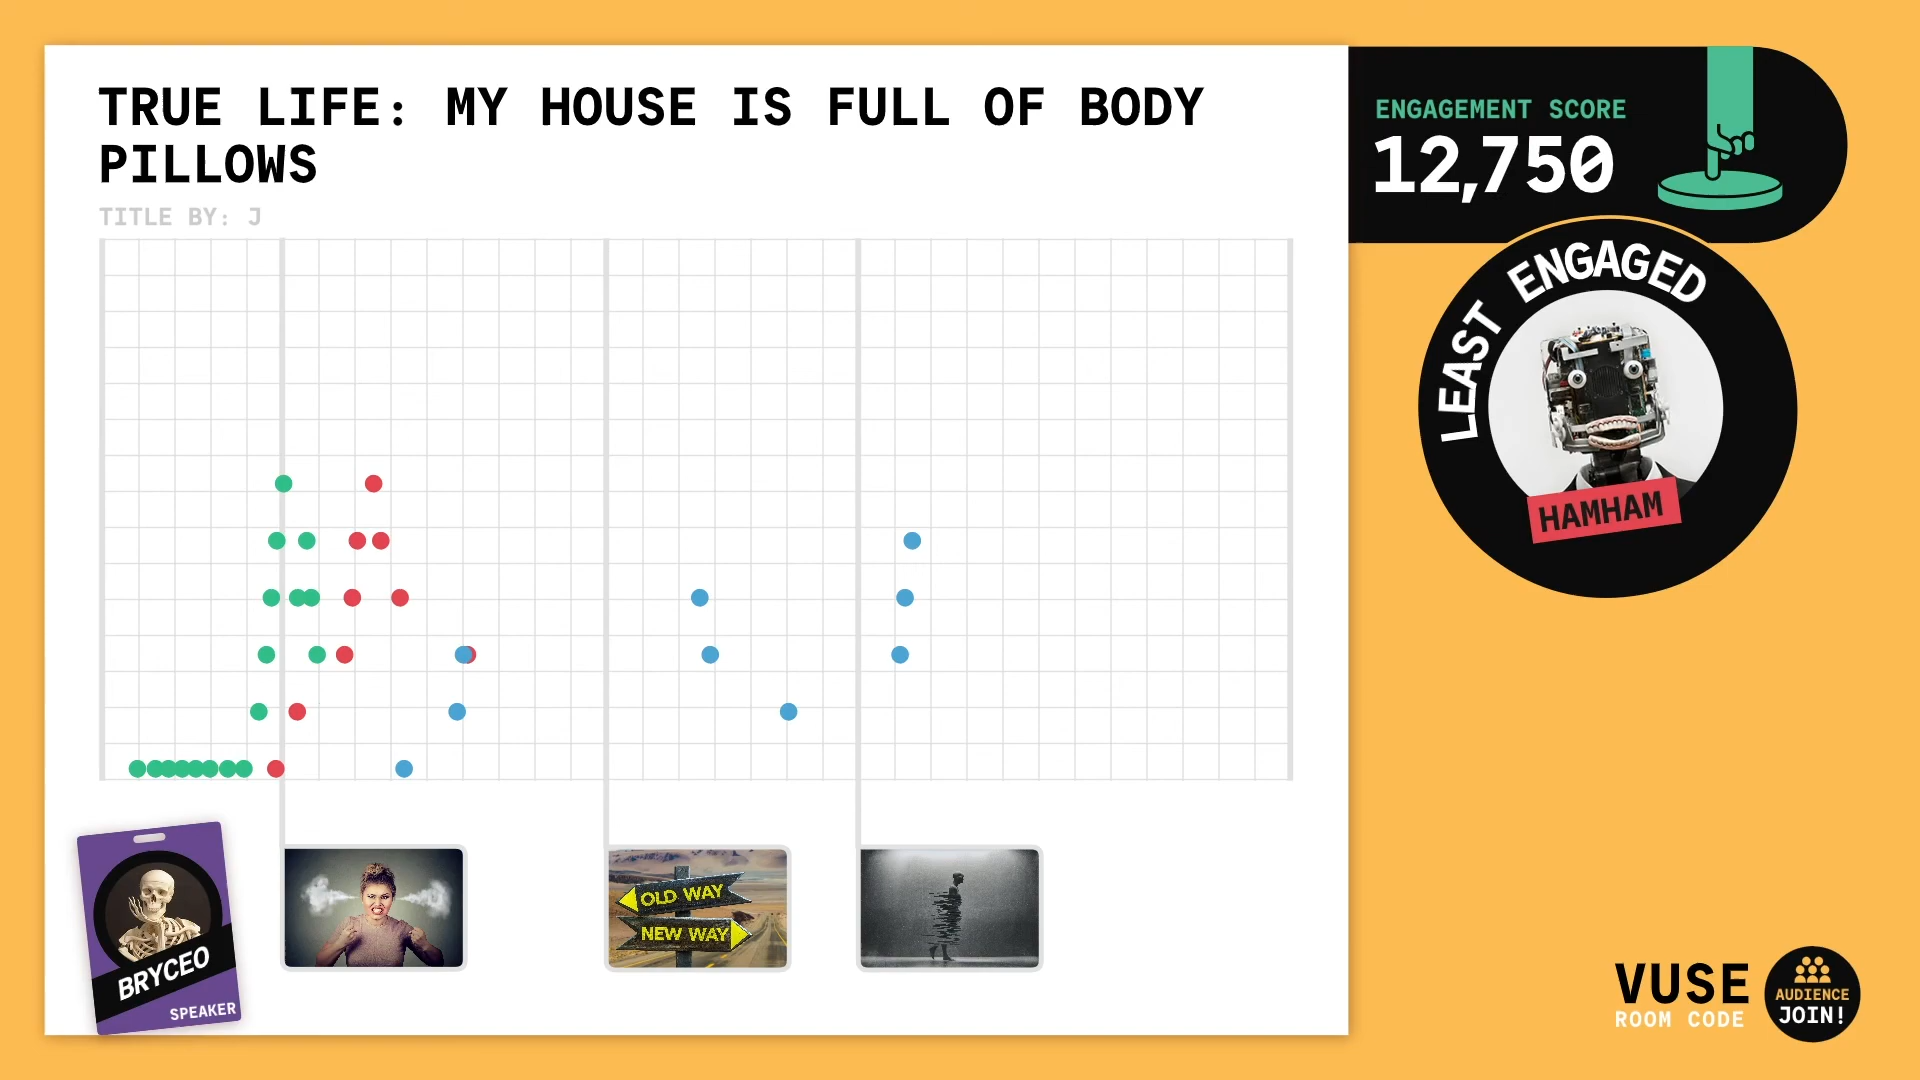 TRUE LIFE: MY HOUSE IS FULL OF BODY
PILLOWS
TITLE BY: J
ENGAGEMENT SCORE
12,750
LEAST ENGAGED
HAMHAM
BRYCEO
SPEAKER
OLD WAY
NEW WAY
VUSE
ROOM CODE
AUDIENCE
JOIN!